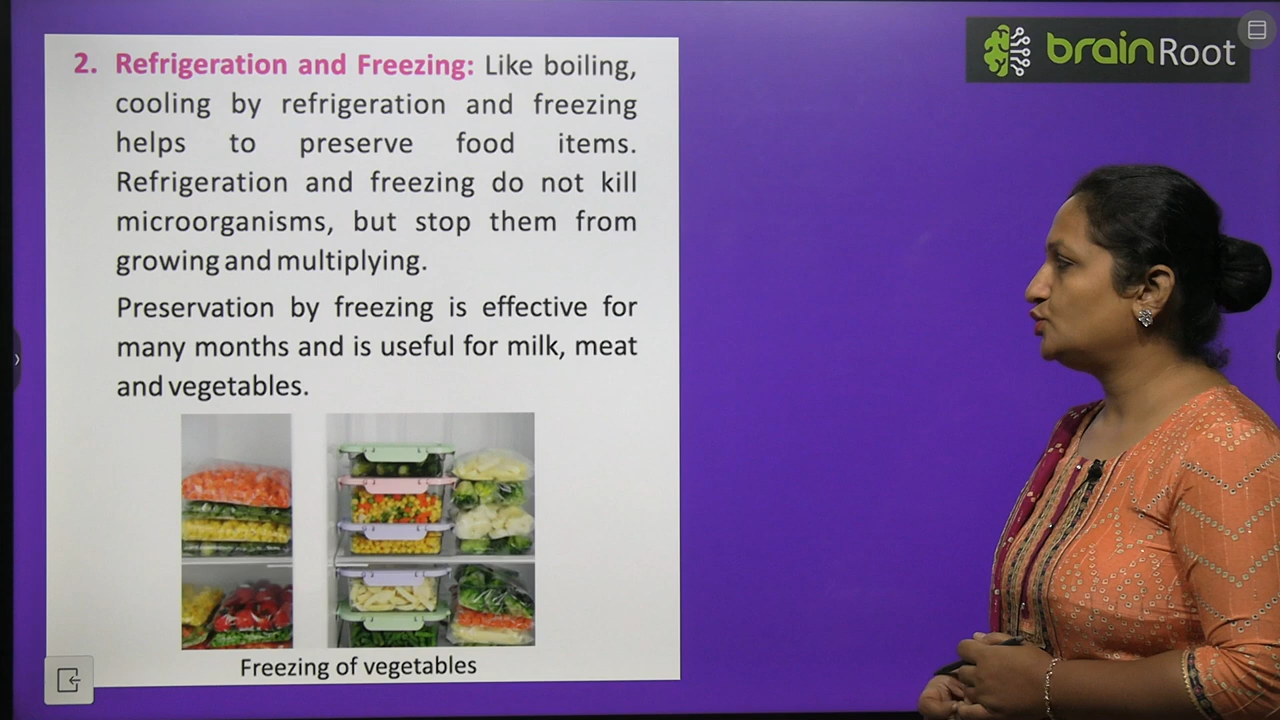 brainRoot
2. Refrigeration and Freezing: Like boiling,
cooling by refrigeration and freezing
helps to preserve food items.
Refrigeration and freezing do not kill
microorganisms, but stop them from
growing and multiplying.
Preservation by freezing is effective for
many months and is useful for milk, meat
and vegetables.
Freezing of vegetables